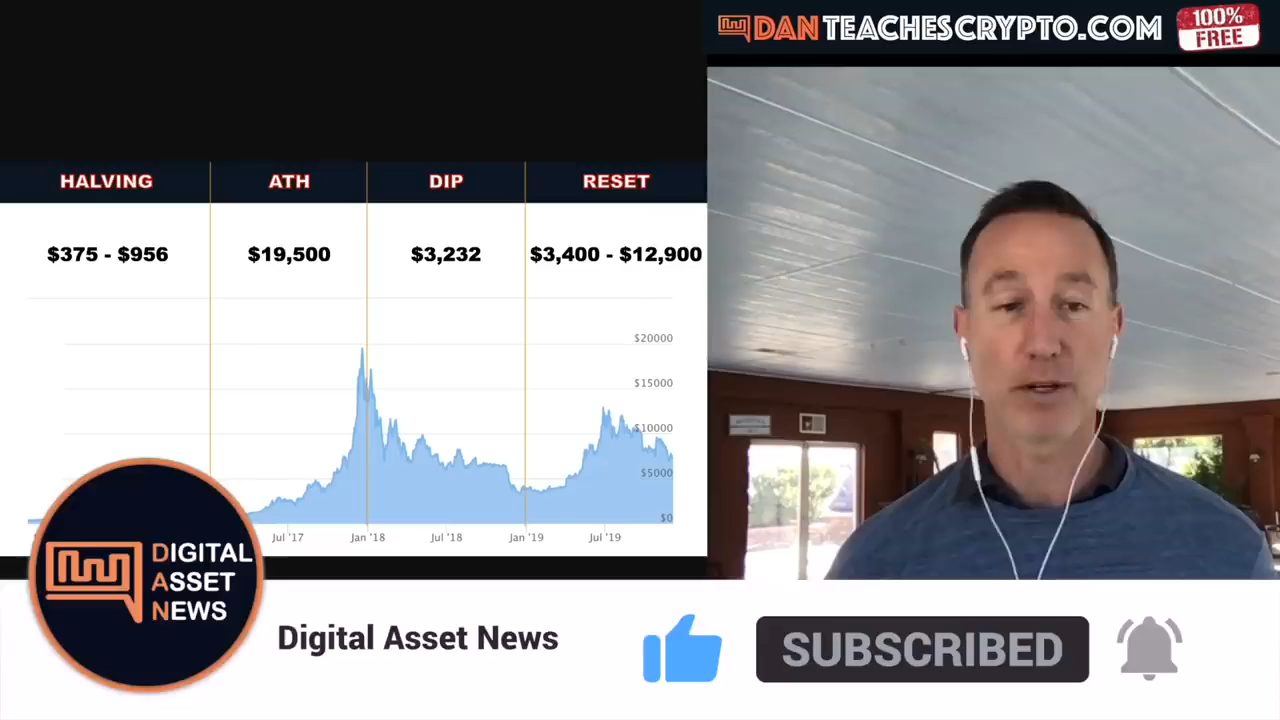 DANTEACHESCRYPTO.COM
100%
FREE
HALVING
ATH
DIP
RESET
$375 - $956
$19,500
$3,232
$3,400 - $12,900
$20000
$15000
$10000
$5000
$0
Jul '17
Jan '18
Jul '18
Jan '19
Jul '19
DIGITAL
ASSET
NEWS
Digital Asset News
SUBSCRIBED